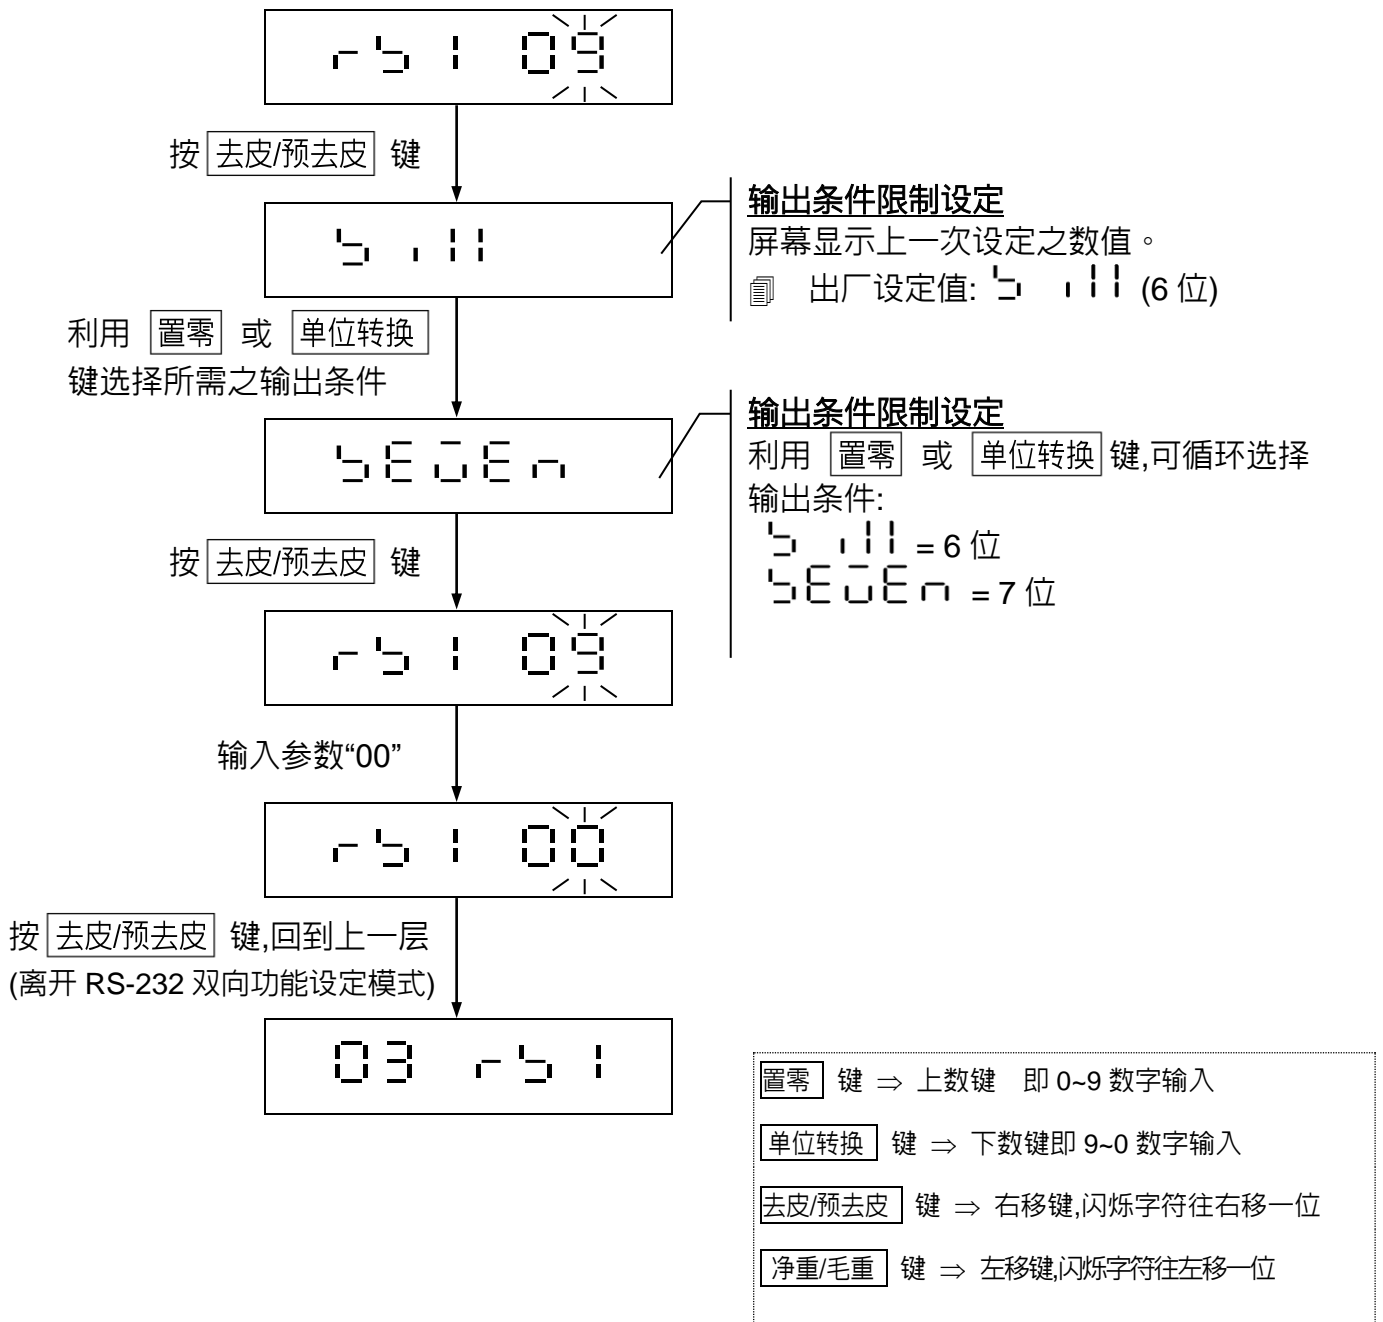 rS1 09
按 去皮/预去皮 键
输出条件限制设定
屏幕显示上一次设定之数值。
出厂设定值: (6 位)
利用 置零 或 单位转换
键选择所需之输出条件
SEVEn
输出条件限制设定
利用 置零 或 单位转换 键,可循环选择
输出条件:
= 6 位
SEVEn = 7 位
按 去皮/预去皮 键
rS1 09
输入参数“00”
rS1 00
按 去皮/预去皮 键,回到上一层
(离开 RS-232 双向功能设定模式)
03 rS1
置零 键 ⇒ 上数键 即 0~9 数字输入
单位转换 键 ⇒ 下数键即 9~0 数字输入
去皮/预去皮 键 ⇒ 右移键,闪烁字符往右移一位
净重/毛重 键 ⇒ 左移键,闪烁字符往左移一位